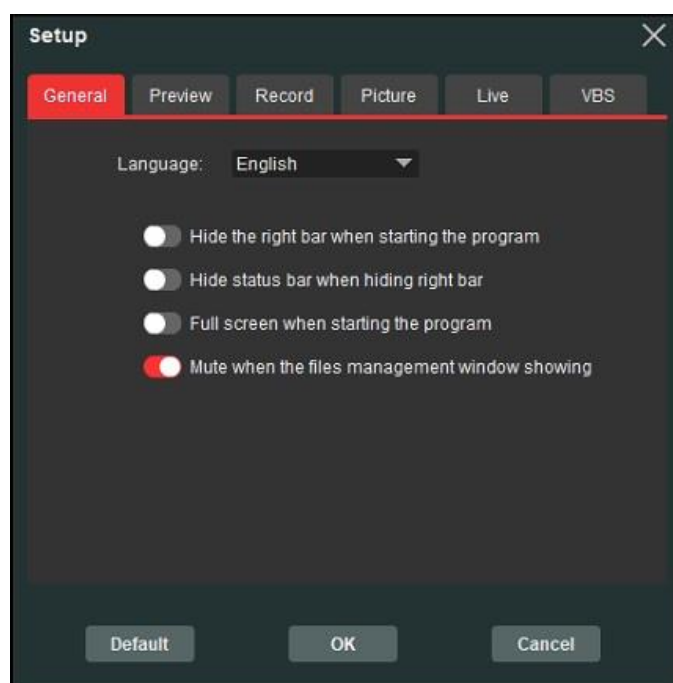 Setup
General Preview Record Picture Live VBS
Language: English
Hide the right bar when starting the program
Hide status bar when hiding right bar
Full screen when starting the program
Mute when the files management window showing
Default OK Cancel